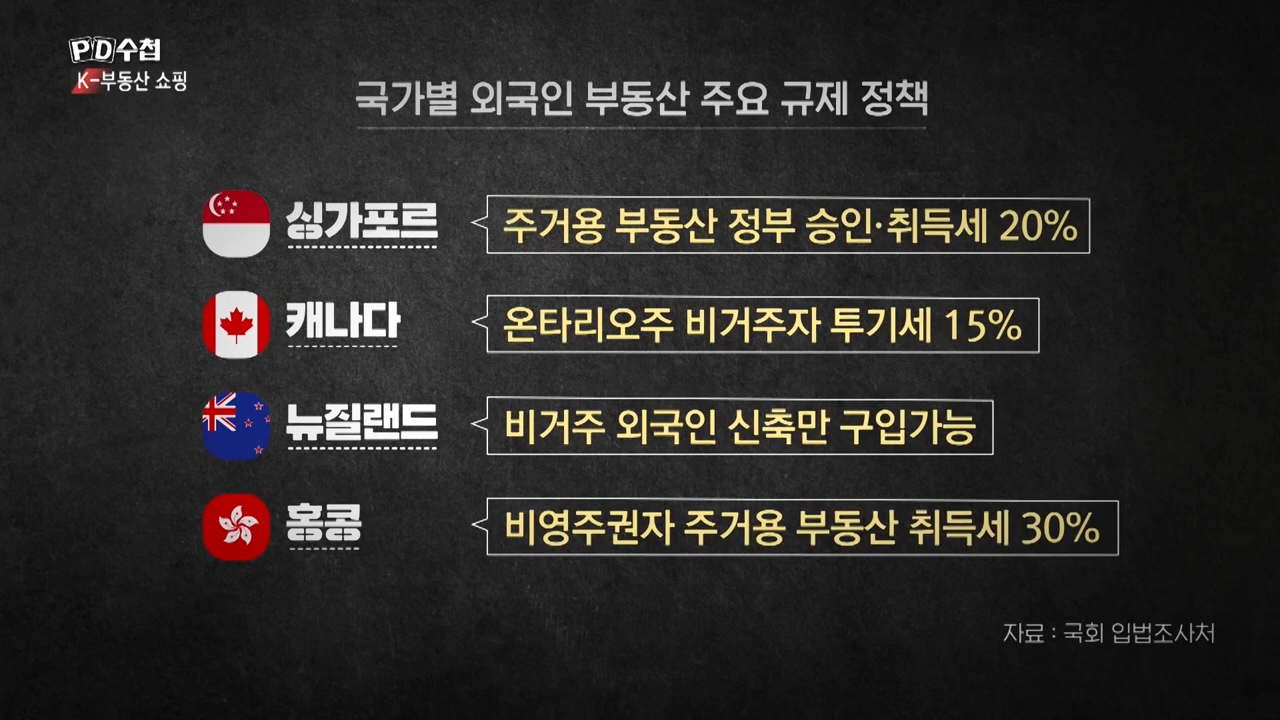 PD수첩
K-부동산 쇼핑
국가별 외국인 부동산 주요 규제 정책
싱가포르 주거용 부동산 정부 승인·취득세 20%
캐나다 온타리오주 비거주자 투기세 15%
뉴질랜드 비거주 외국인 신축만 구입가능
홍콩 비영주권자 주거용 부동산 취득세 30%
자료 : 국회 입법조사처